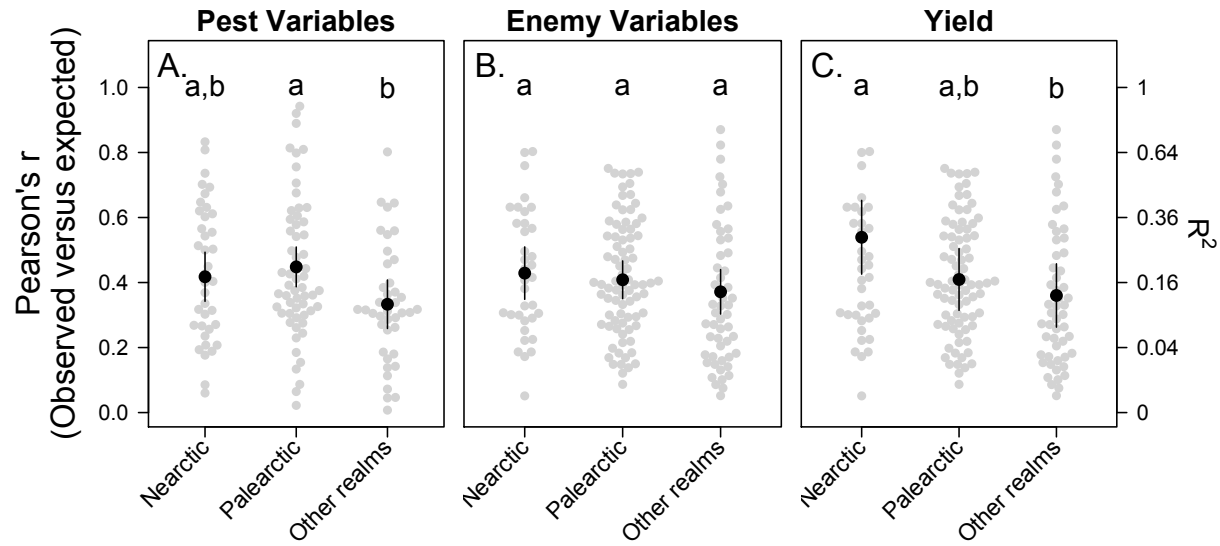 Pest Variables
Enemy Variables
Yield
Pearson's r
(Observed versus expected)
1.0
0.8
0.6
0.4
0.2
0.0
A.
a,b
a
b
Nearctic
Palearctic
Other realms
B.
a
a
a
Nearctic
Palearctic
Other realms
C.
a
a,b
b
Nearctic
Palearctic
Other realms
1
0.64
0.36
0.16
0.04
0
R²